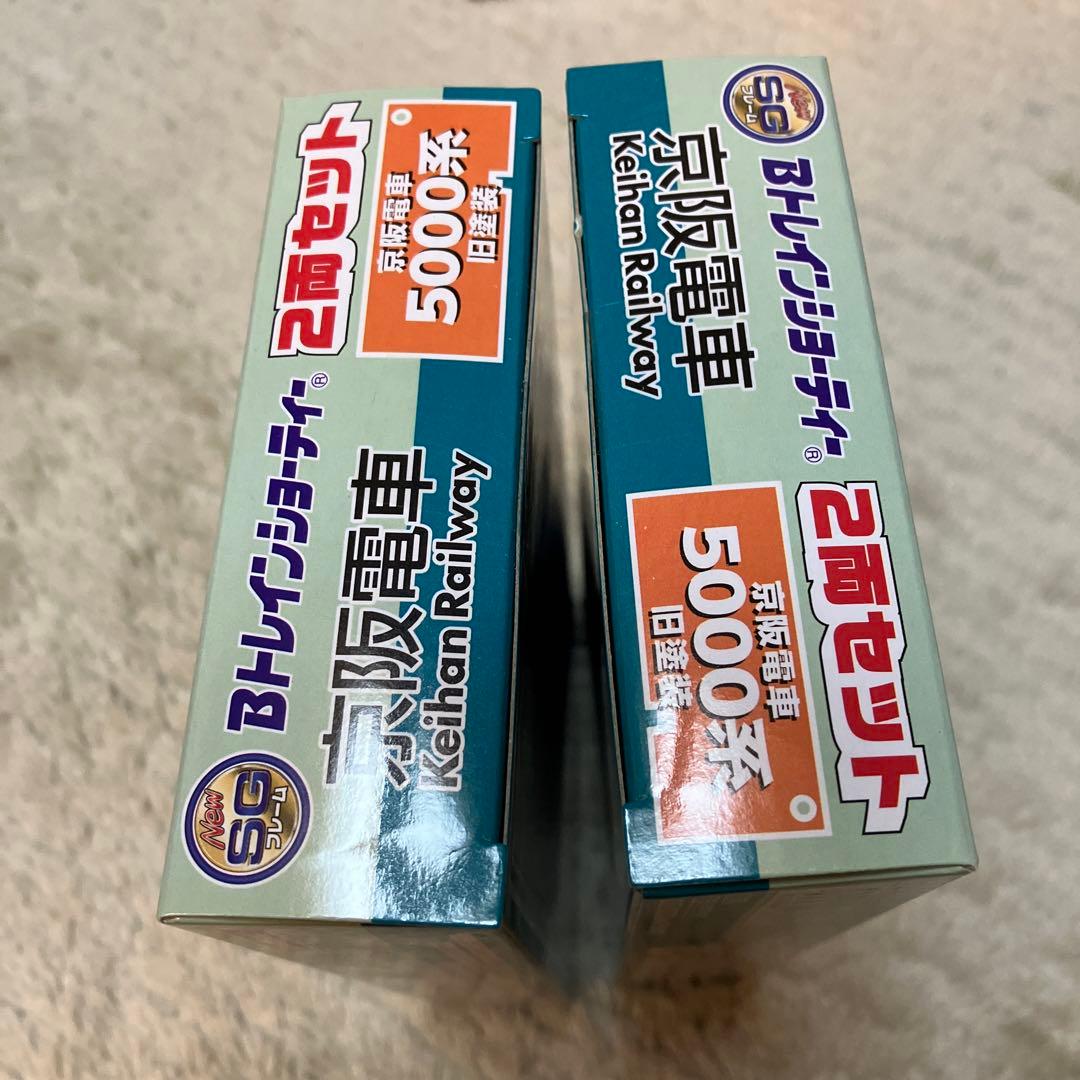 New
SG
フレーム
Bトレインショーティー®
2両セット
京阪電車
Keihan Railway
京阪電車
5000系
旧塗装
New
SG
フレーム
Bトレインショーティー®
2両セット
京阪電車
Keihan Railway
京阪電車
5000系
旧塗装